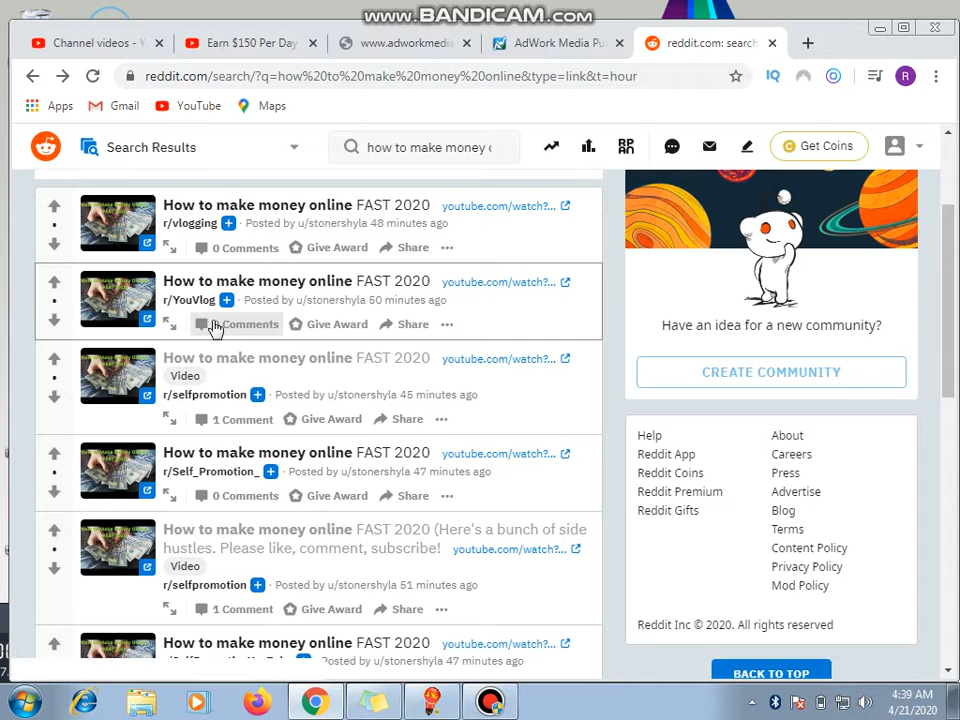 www.BANDICAM.com
Channel videos - Y
Earn $150 Per Day
www.adworkmedia
AdWork Media Pu
reddit.com: search
reddit.com/search/?q=how%20to%20make%20money%20online&type=link&t=hour
IQ
R
Apps
Gmail
YouTube
Maps
Search Results
how to make money o
Get Coins
How to make money online FAST 2020 youtube.com/watch?...
r/vlogging Posted by u/stonershyla 48 minutes ago
0 Comments Give Award Share
How to make money online FAST 2020 youtube.com/watch?...
r/YouVlog Posted by u/stonershyla 50 minutes ago
Comments Give Award Share
How to make money online FAST 2020 youtube.com/watch?...
Video
r/selfpromotion Posted by u/stonershyla 45 minutes ago
1 Comment Give Award Share
How to make money online FAST 2020 youtube.com/watch?...
r/Self_Promotion_ Posted by u/stonershyla 47 minutes ago
0 Comments Give Award Share
How to make money online FAST 2020 (Here's a bunch of side
hustles. Please like, comment, subscribe! youtube.com/watch?...
Video
r/selfpromotion Posted by u/stonershyla 51 minutes ago
1 Comment Give Award Share
How to make money online FAST 2020 youtube.com/watch?...
Posted by u/stonershyla 47 minutes ago
Have an idea for a new community?
CREATE COMMUNITY
Help
Reddit App
Reddit Coins
Reddit Premium
Reddit Gifts
About
Careers
Press
Advertise
Blog
Terms
Content Policy
Privacy Policy
Mod Policy
Reddit Inc © 2020. All rights reserved
BACK TO TOP
4:39 AM
4/21/2020